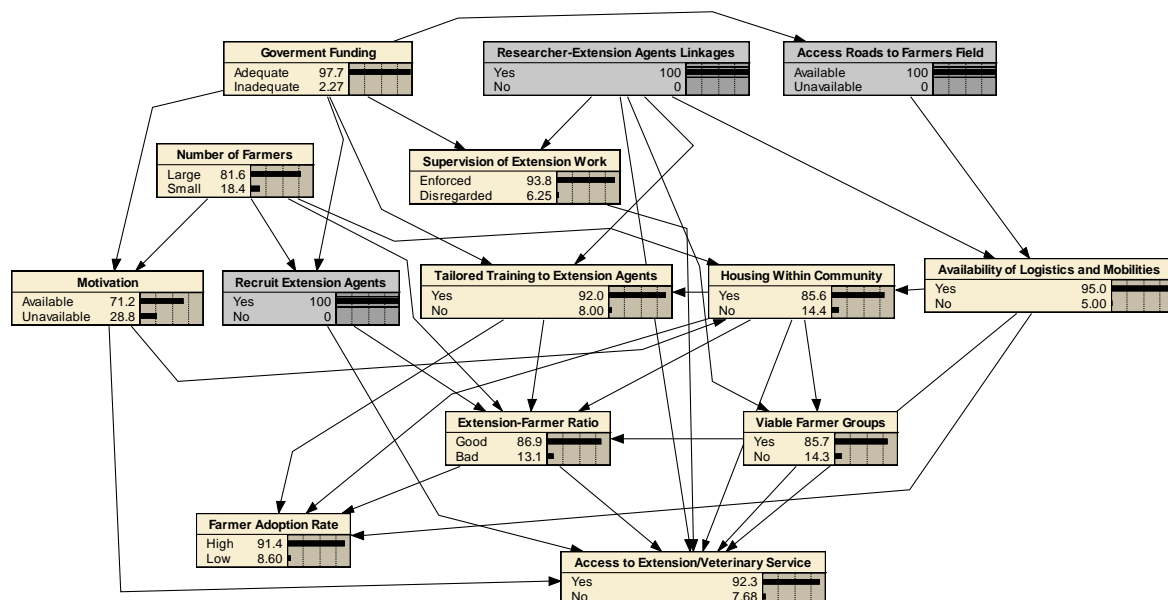 Goverment Funding
Adequate 97.7
Inadequate 2.27
Researcher-Extension Agents Linkages
Yes 100
No 0
Access Roads to Farmers Field
Available 100
Unavailable 0
Number of Farmers
Large 81.6
Small 18.4
Supervision of Extension Work
Enforced 93.8
Disregarded 6.25
Motivation
Available 71.2
Unavailable 28.8
Recruit Extension Agents
Yes 100
No 0
Tailored Training to Extension Agents
Yes 92.0
No 8.00
Housing Within Community
Yes 85.6
No 14.4
Availability of Logistics and Mobilities
Yes 95.0
No 5.00
Extension-Farmer Ratio
Good 86.9
Bad 13.1
Viable Farmer Groups
Yes 85.7
No 14.3
Farmer Adoption Rate
High 91.4
Low 8.60
Access to Extension/Veterinary Service
Yes 92.3
No 7.68